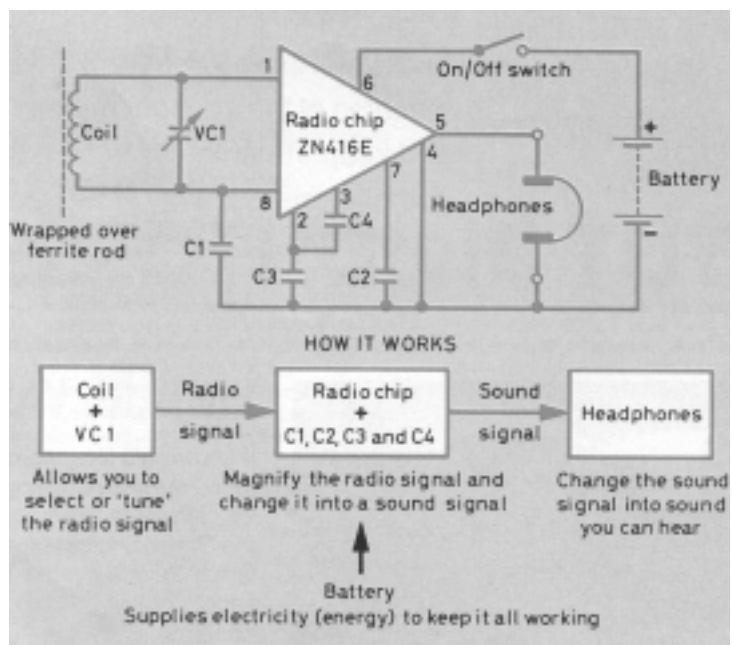 On/Off switch
1
6
Coil
VC1
Radio chip
ZN416E
5
4
+
Battery
-
Headphones
8
2
3
7
Wrapped over
ferrite rod
C1
C4
C3
C2
HOW IT WORKS
Coil
+
VC1
Radio
signal
Radio chip
+
C1, C2, C3 and C4
Sound
signal
Headphones
Allows you to
select or 'tune'
the radio signal
Magnify the radio signal and
change it into a sound signal
Change the sound
signal into sound
you can hear
Battery
Supplies electricity (energy) to keep it all working